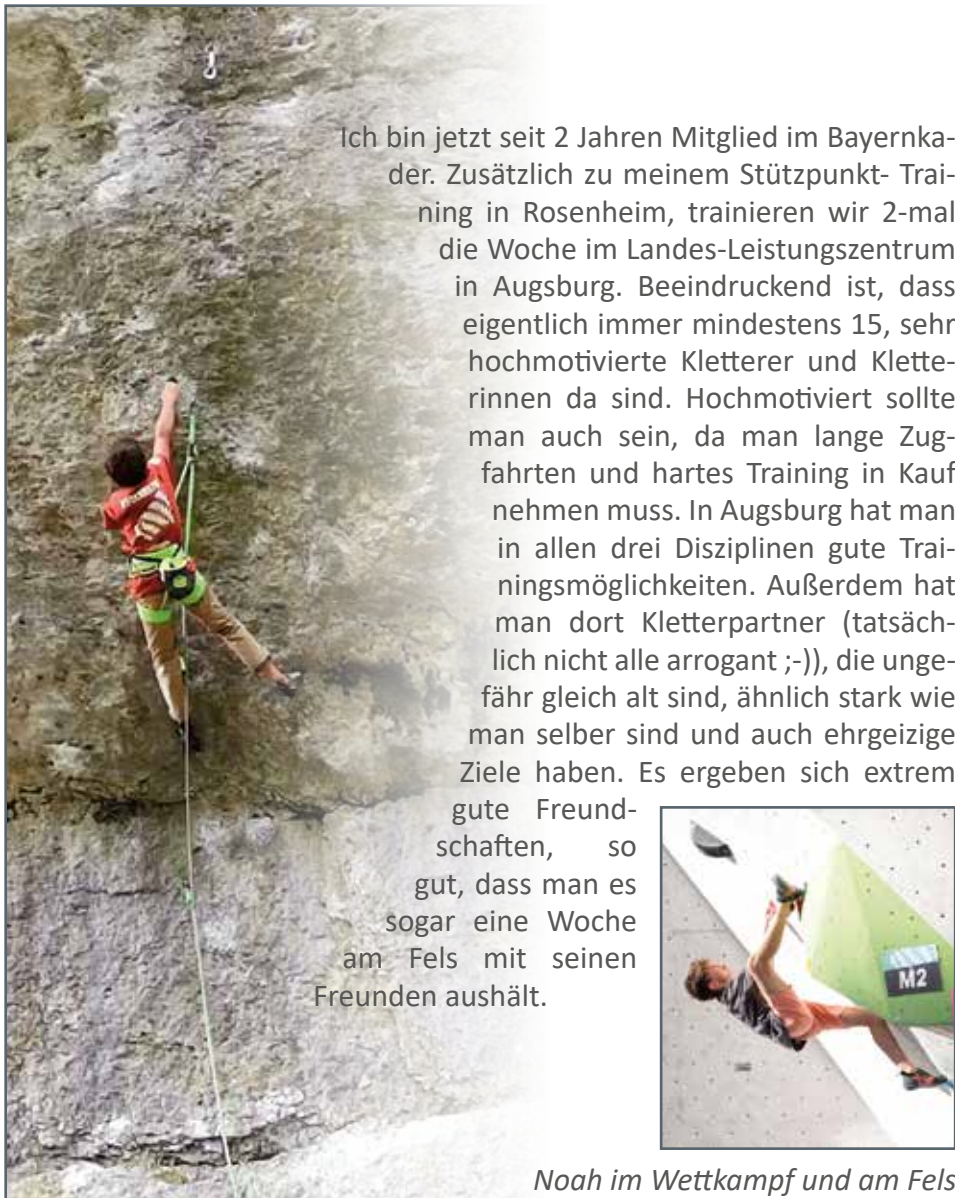 Ich bin jetzt seit 2 Jahren Mitglied im Bayernka-
der. Zusätzlich zu meinem Stützpunkt- Trai-
ning in Rosenheim, trainieren wir 2-mal
die Woche im Landes-Leistungszentrum
in Augsburg. Beeindruckend ist, dass
eigentlich immer mindestens 15, sehr
hochmotivierte Kletterer und Klette-
rinnen da sind. Hochmotiviert sollte
man auch sein, da man lange Zug-
fahrten und hartes Training in Kauf
nehmen muss. In Augsburg hat man
in allen drei Disziplinen gute Trai-
ningsmöglichkeiten. Außerdem hat
man dort Kletterpartner (tatsäch-
lich nicht alle arrogant ;-)), die unge-
fähr gleich alt sind, ähnlich stark wie
man selber sind und auch ehrgeizige
Ziele haben. Es ergeben sich extrem
gute Freund-
schaften, so
gut, dass man es
sogar eine Woche
am Fels mit seinen
Freunden aushält.
M2
Noah im Wettkampf und am Fels